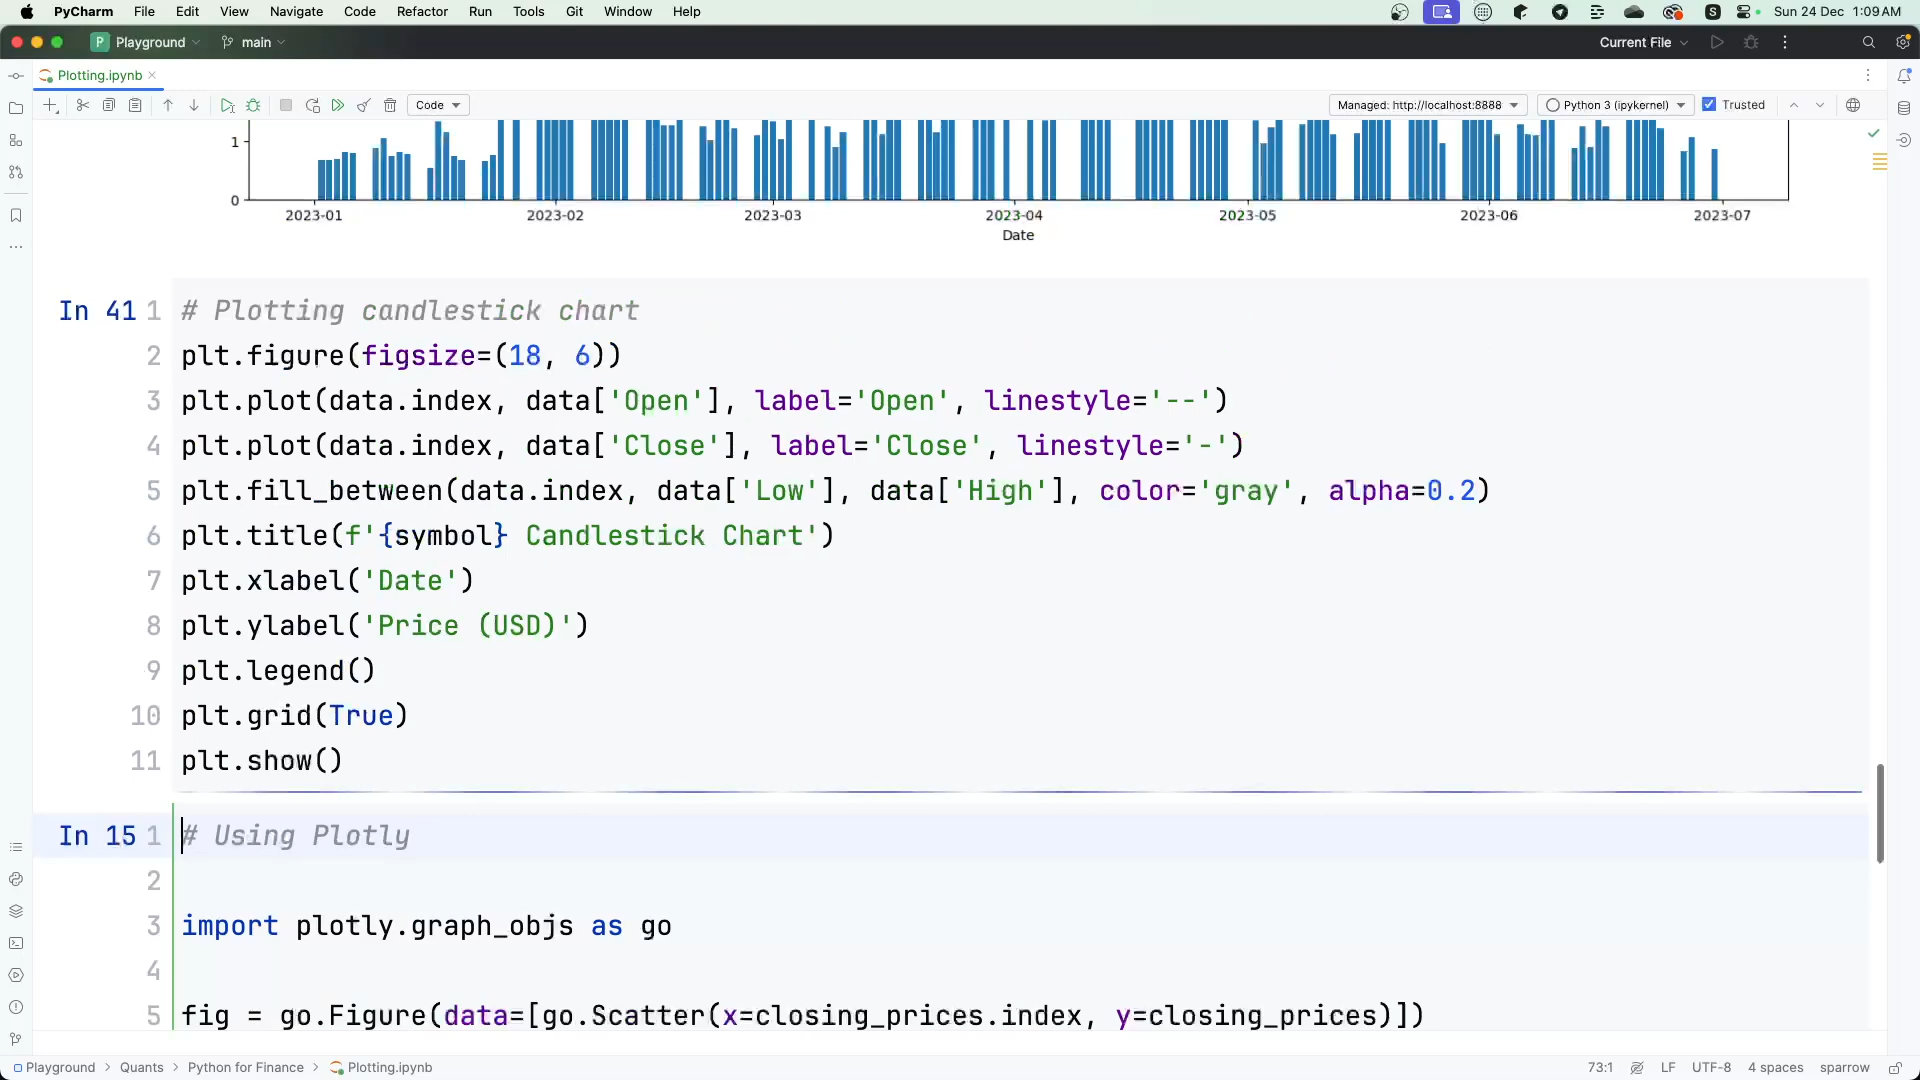 PyCharm File Edit View Navigate Code Refactor Run Tools Git Window Help Sun 24 Dec 1:09 AM
P Playground main Current File
Plotting.ipynb
Code Managed: http://localhost:8888 Python 3 (ipykernel) Trusted
1
0
2023-01 2023-02 2023-03 2023-04 2023-05 2023-06 2023-07
Date
In 41 1 # Plotting candlestick chart
2 plt.figure(figsize=(18, 6))
3 plt.plot(data.index, data['Open'], label='Open', linestyle='--')
4 plt.plot(data.index, data['Close'], label='Close', linestyle='-')
5 plt.fill_between(data.index, data['Low'], data['High'], color='gray', alpha=0.2)
6 plt.title(f'{symbol} Candlestick Chart')
7 plt.xlabel('Date')
8 plt.ylabel('Price (USD)')
9 plt.legend()
10 plt.grid(True)
11 plt.show()
In 15 1 # Using Plotly
2
3 import plotly.graph_objs as go
4
5 fig = go.Figure(data=[go.Scatter(x=closing_prices.index, y=closing_prices)])
Playground > Quants > Python for Finance > Plotting.ipynb 73:1 LF UTF-8 4 spaces sparrow